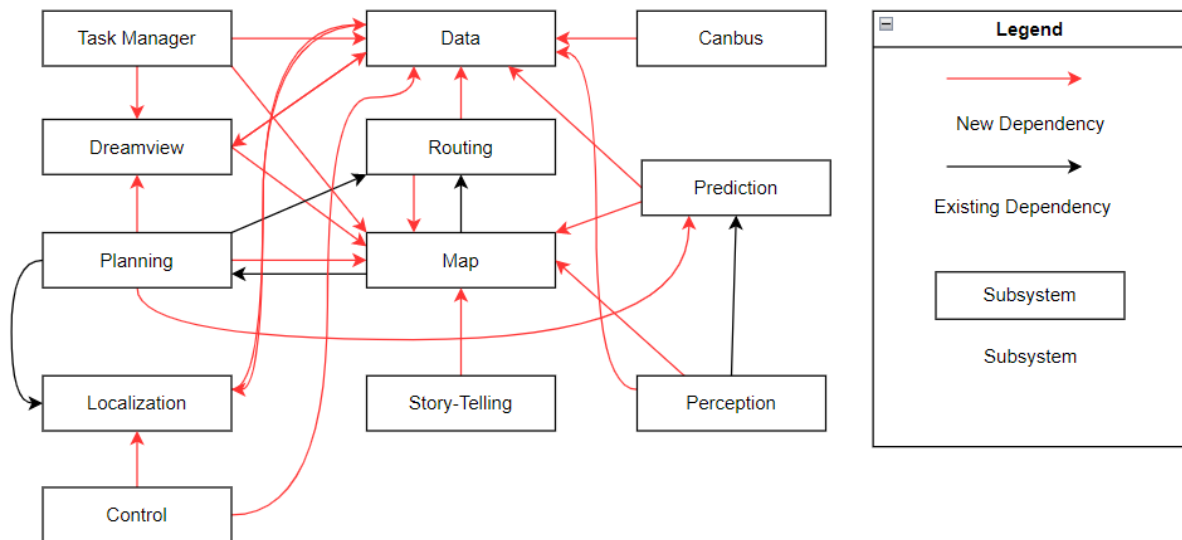 Task Manager
Data
Canbus
Dreamview
Routing
Prediction
Planning
Map
Localization
Story-Telling
Perception
Control
Legend
New Dependency
Existing Dependency
Subsystem
Subsystem